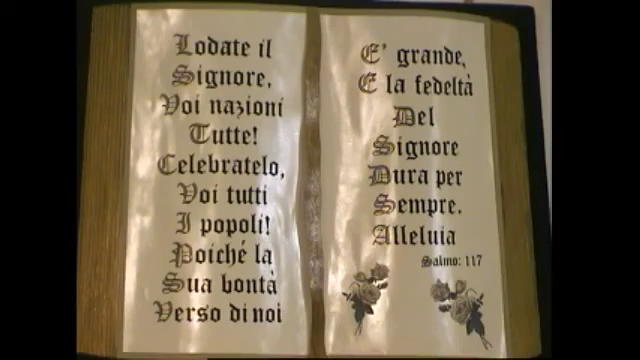 Lodate il
Signore,
Voi nazioni
Tutte!
Celebratelo,
Voi tutti
I popoli!
Poiché la
Sua bontà
Verso di noi
E' grande,
E la fedeltà
Del
Signore
Dura per
Sempre.
Alleluia
Salmo: 117